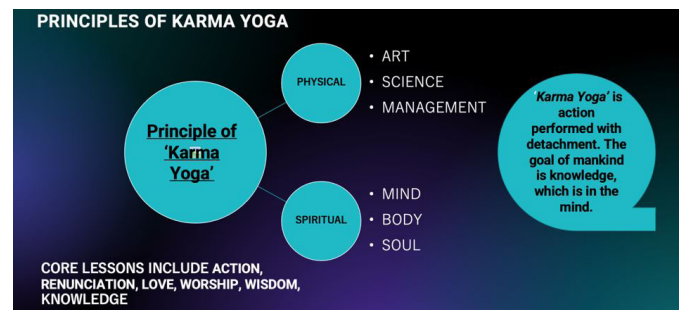 PRINCIPLES OF KARMA YOGA
Principle of
‘Karma
Yoga’
PHYSICAL
• ART
• SCIENCE
• MANAGEMENT
SPIRITUAL
• MIND
• BODY
• SOUL
‘Karma Yoga’ is
action
performed with
detachment. The
goal of mankind
is knowledge,
which is in the
mind.
CORE LESSONS INCLUDE ACTION,
RENUNCIATION, LOVE, WORSHIP, WISDOM,
KNOWLEDGE